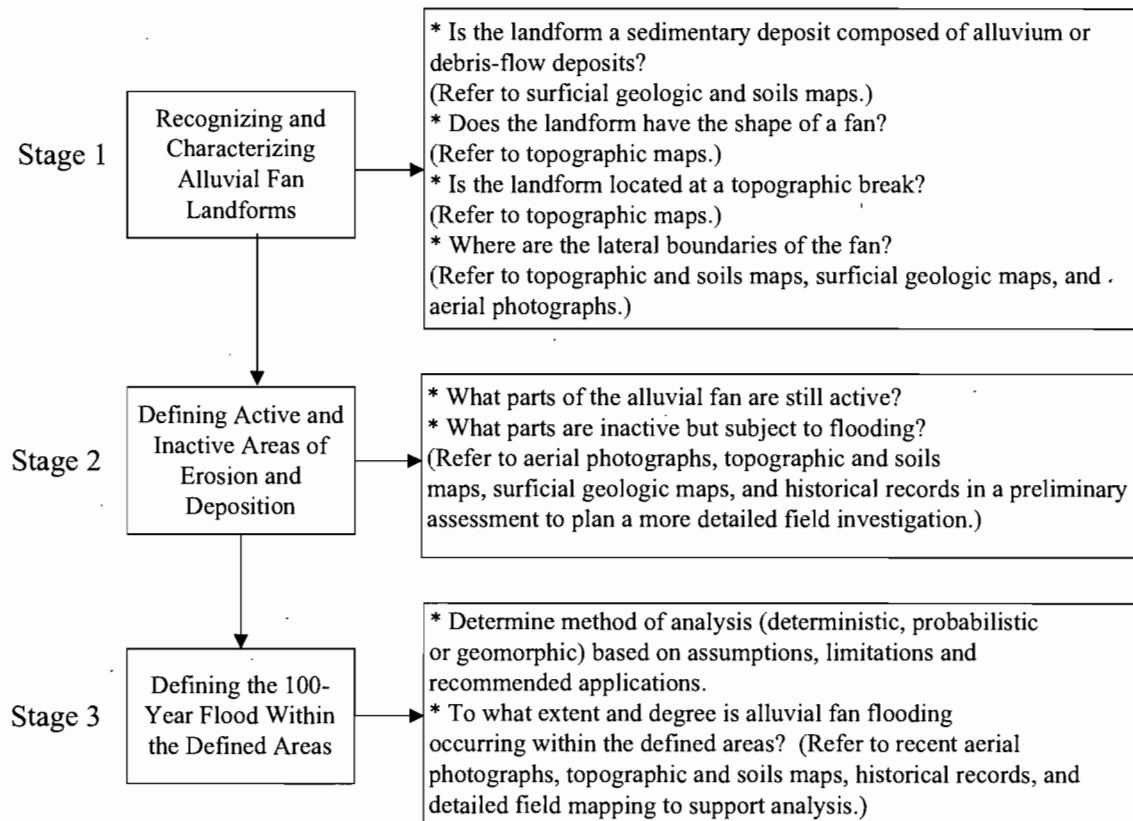 Stage 1
Recognizing and
Characterizing
Alluvial Fan
Landforms
* Is the landform a sedimentary deposit composed of alluvium or
debris-flow deposits?
(Refer to surficial geologic and soils maps.)
* Does the landform have the shape of a fan?
(Refer to topographic maps.)
* Is the landform located at a topographic break?
(Refer to topographic maps.)
* Where are the lateral boundaries of the fan?
(Refer to topographic and soils maps, surficial geologic maps, and
aerial photographs.)
Stage 2
Defining Active and
Inactive Areas of
Erosion and
Deposition
* What parts of the alluvial fan are still active?
* What parts are inactive but subject to flooding?
(Refer to aerial photographs, topographic and soils
maps, surficial geologic maps, and historical records in a preliminary
assessment to plan a more detailed field investigation.)
Stage 3
Defining the 100-
Year Flood Within
the Defined Areas
* Determine method of analysis (deterministic, probabilistic
or geomorphic) based on assumptions, limitations and
recommended applications.
* To what extent and degree is alluvial fan flooding
occurring within the defined areas? (Refer to recent aerial
photographs, topographic and soils maps, historical records, and
detailed field mapping to support analysis.)